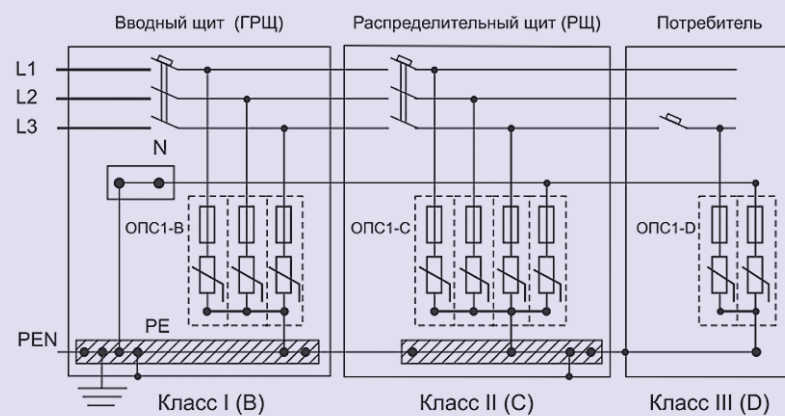 Вводный щит (ГРЩ)
Распределительный щит (РЩ)
Потребитель
L1
L2
L3
N
ОПС1-B
ОПС1-C
ОПС1-D
PEN
PE
Класс I (B)
Класс II (C)
Класс III (D)